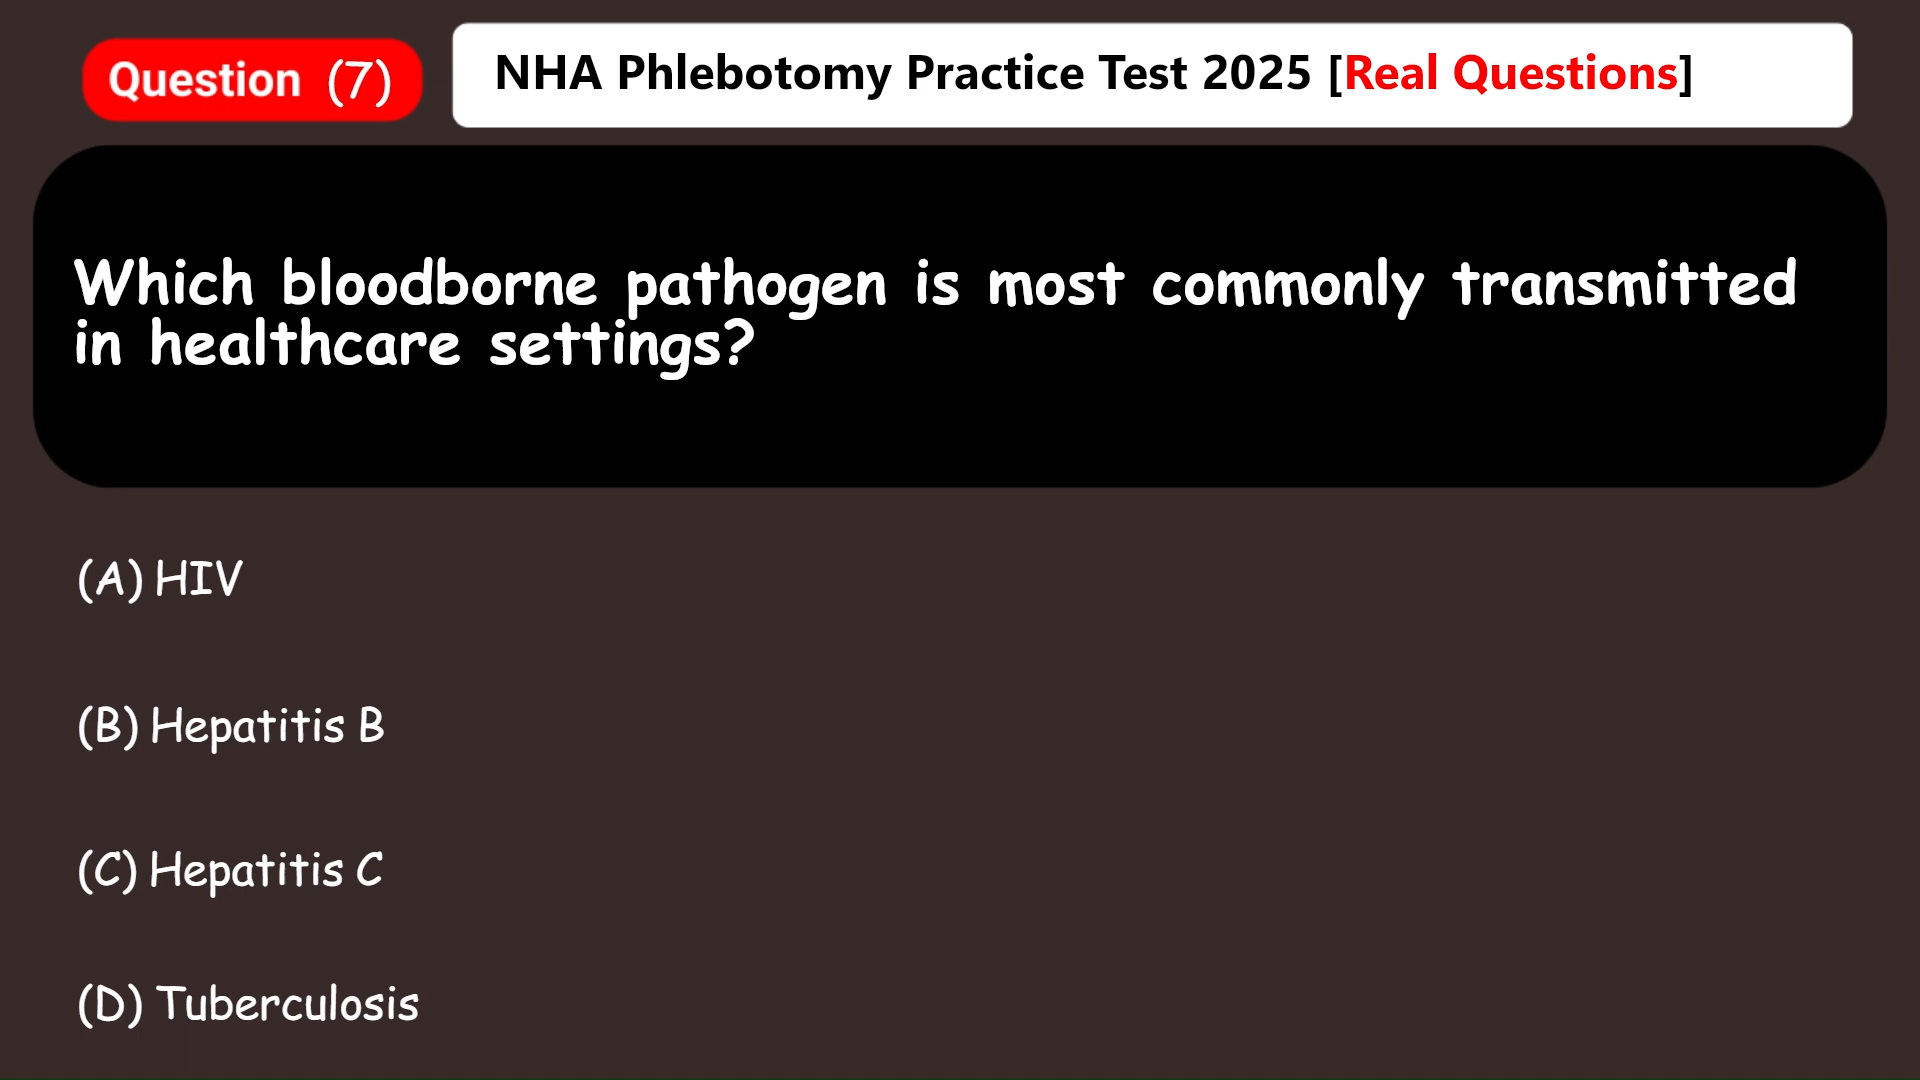 Question (7)
NHA Phlebotomy Practice Test 2025 [Real Questions]
Which bloodborne pathogen is most commonly transmitted
in healthcare settings?
(A) HIV
(B) Hepatitis B
(C) Hepatitis C
(D) Tuberculosis